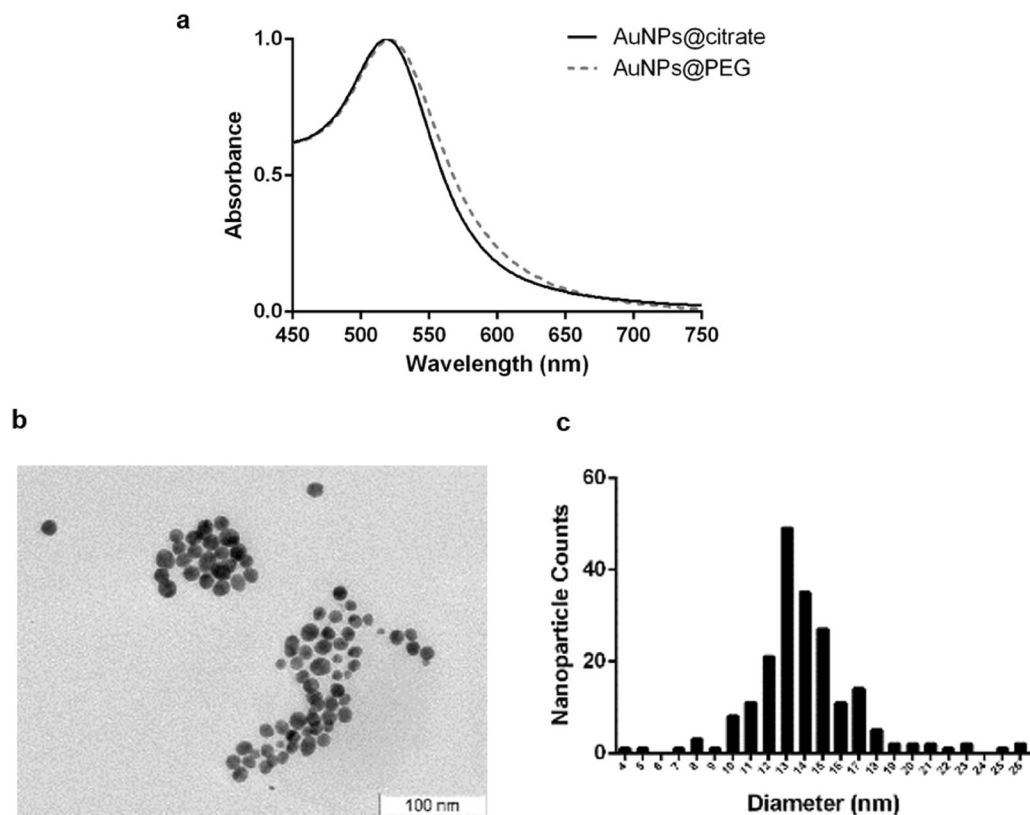 a
AuNPs@citrate
AuNPs@PEG
1.0
0.5
0.0
Absorbance
450 500 550 600 650 700 750
Wavelength (nm)
b
100 nm
c
60
40
20
0
Nanoparticle Counts
4 5 6 7 8 9 10 11 12 13 14 15 16 17 18 19 20 21 22 23 24 25 26
Diameter (nm)